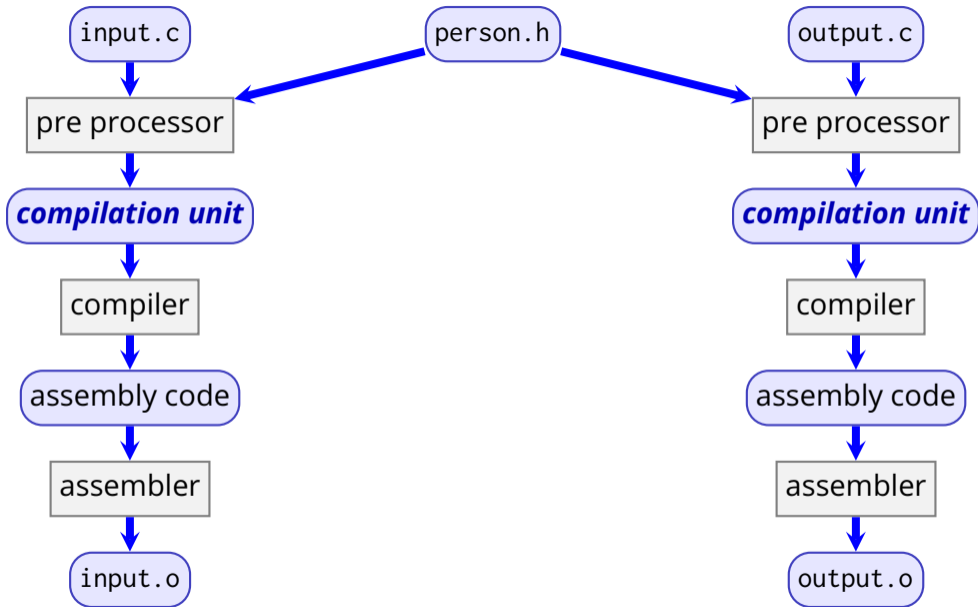 input.c
person.h
output.c
pre processor
pre processor
compilation unit
compilation unit
compiler
compiler
assembly code
assembly code
assembler
assembler
input.o
output.o